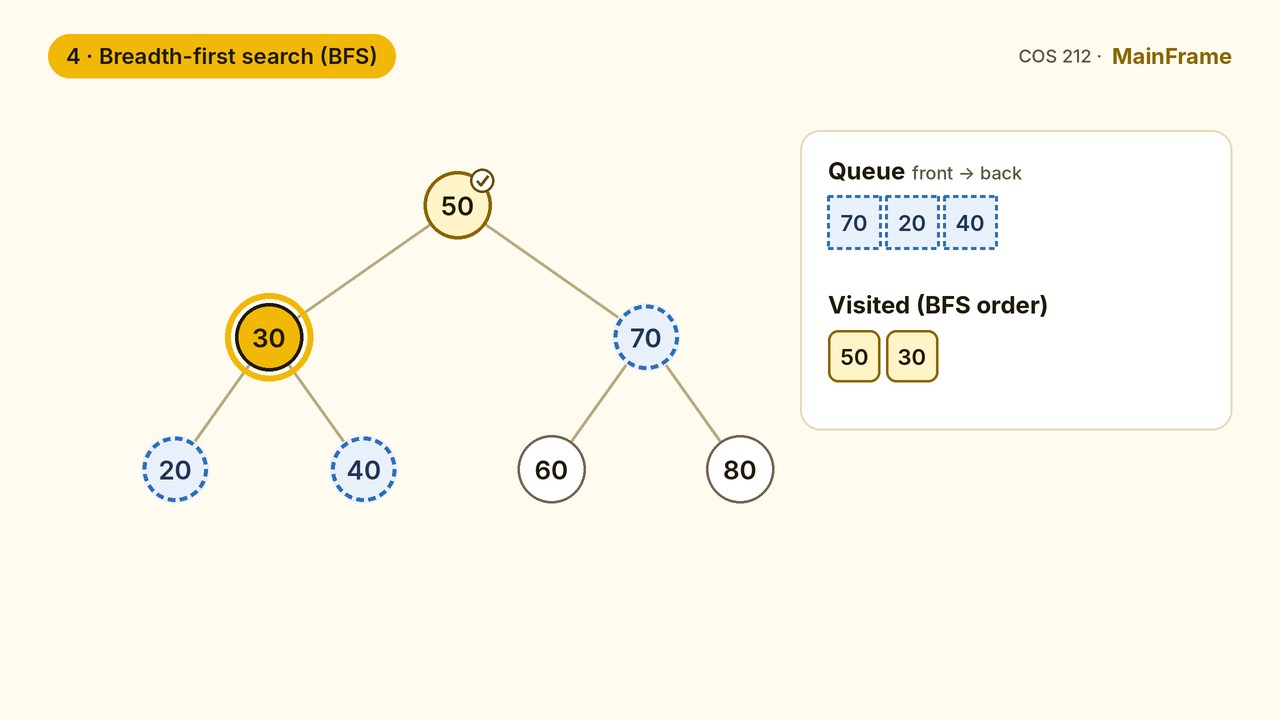 4 · Breadth-first search (BFS)
COS 212 · MainFrame
50
30
70
20
40
60
80
Queue front → back
70 20 40
Visited (BFS order)
50 30